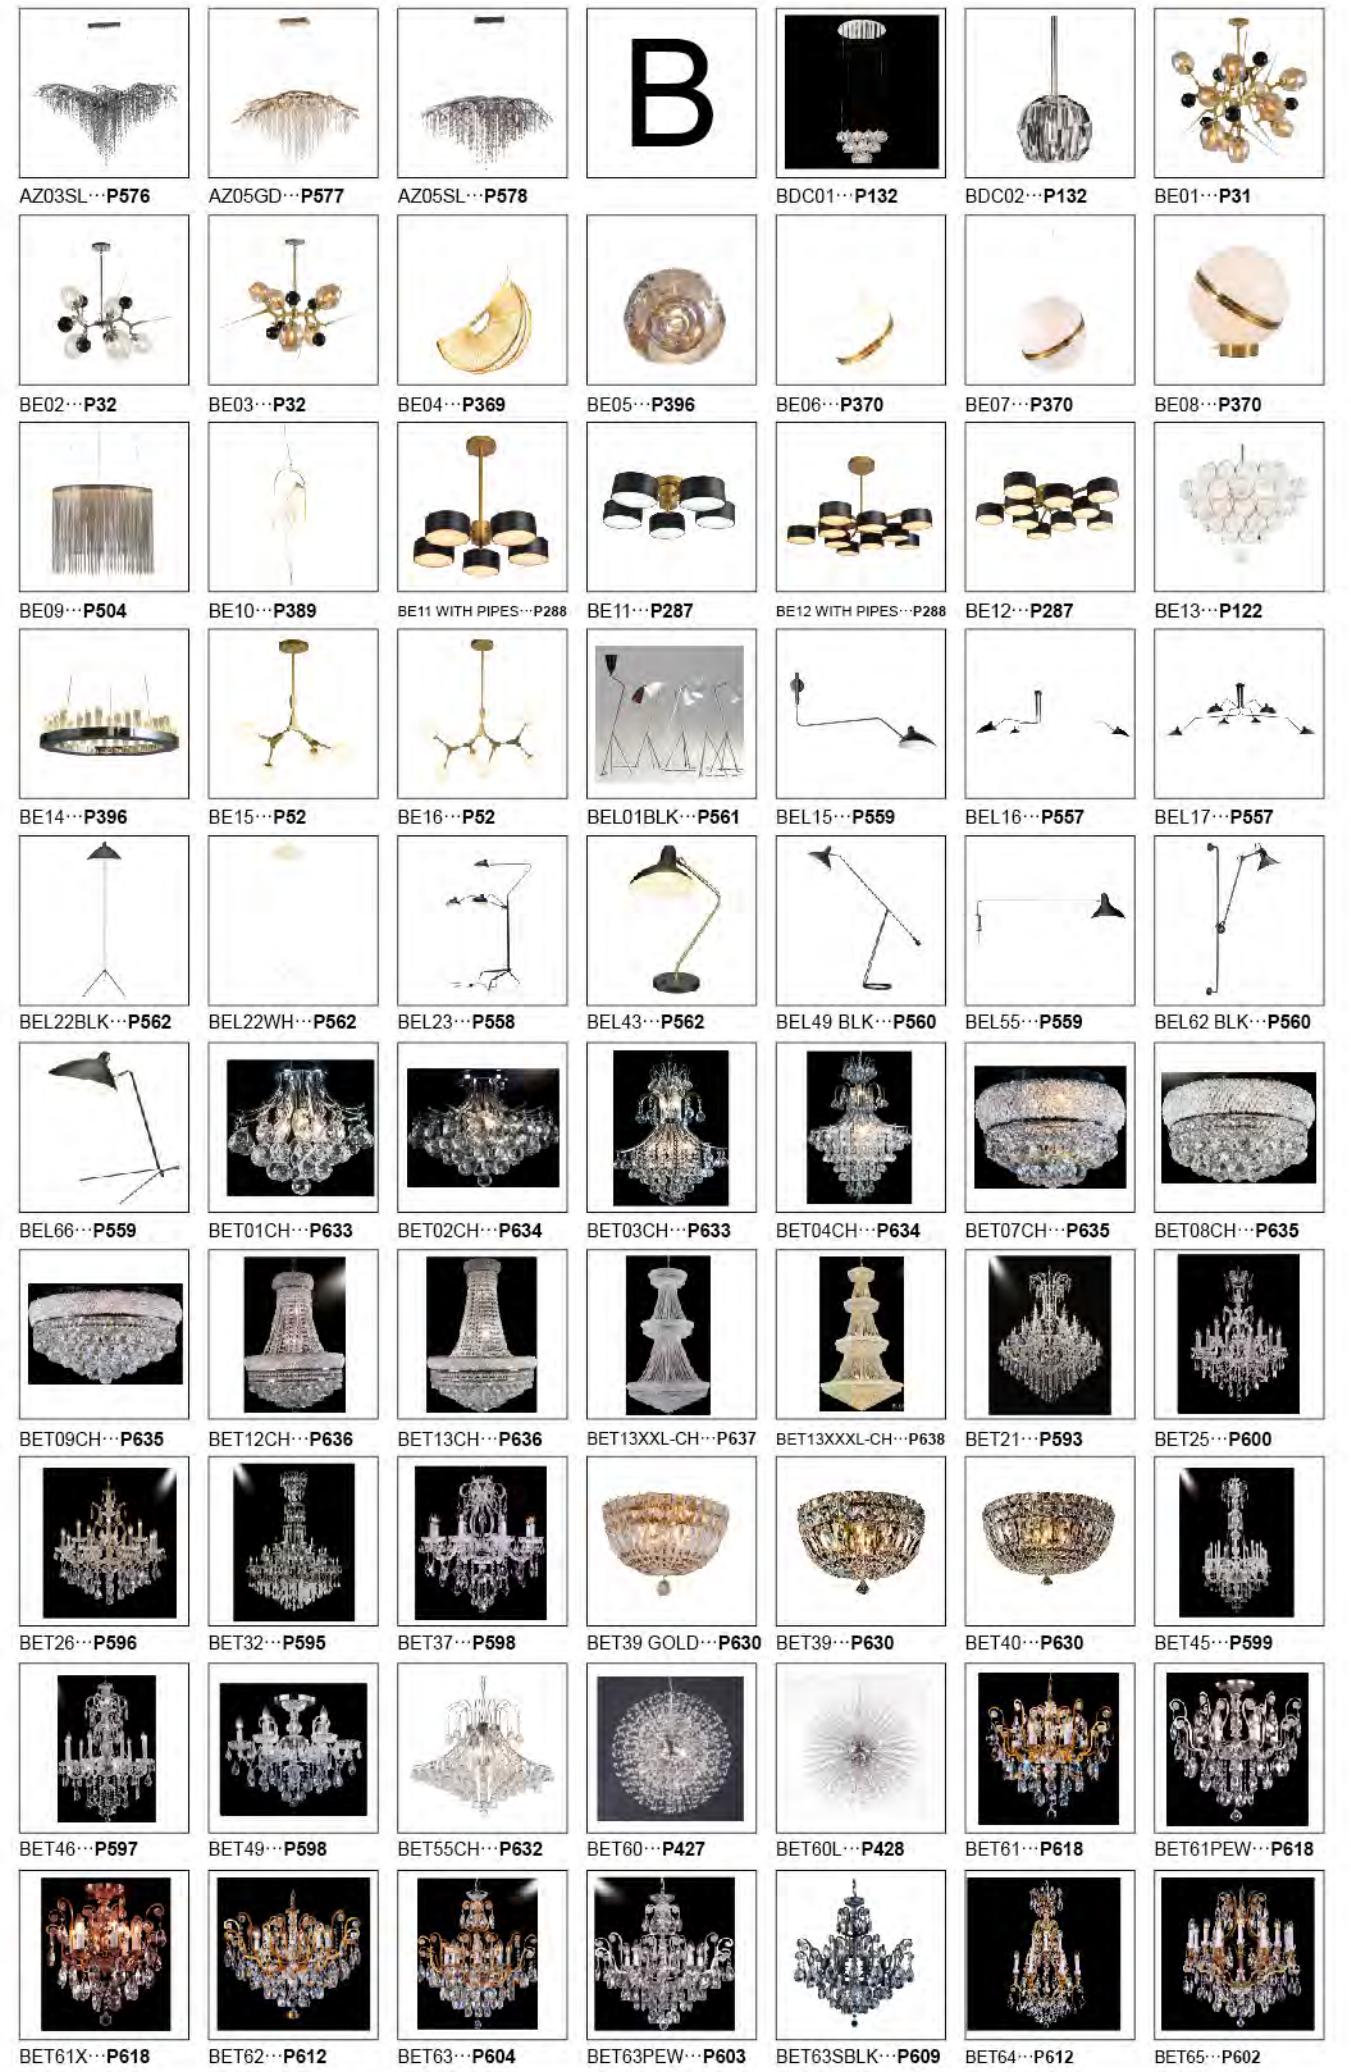 B
AZ03SL···P576
AZ05GD···P577
AZ05SL···P578
BDC01···P132
BDC02···P132
BE01···P31
BE02···P32
BE03···P32
BE04···P369
BE05···P396
BE06···P370
BE07···P370
BE08···P370
BE09···P504
BE10···P389
BE11 WITH PIPES···P288
BE11···P287
BE12 WITH PIPES···P288
BE12···P287
BE13···P122
BE14···P396
BE15···P52
BE16···P52
BEL01BLK···P561
BEL15···P559
BEL16···P557
BEL17···P557
BEL22BLK···P562
BEL22WH···P562
BEL23···P558
BEL43···P562
BEL49 BLK···P560
BEL55···P559
BEL62 BLK···P560
BEL66···P559
BET01CH···P633
BET02CH···P634
BET03CH···P633
BET04CH···P634
BET07CH···P635
BET08CH···P635
BET09CH···P635
BET12CH···P636
BET13CH···P636
BET13XXL-CH···P637
BET13XXXL-CH···P638
BET21···P593
BET25···P600
BET26···P596
BET32···P595
BET37···P598
BET39 GOLD···P630
BET39···P630
BET40···P630
BET45···P599
BET46···P597
BET49···P598
BET55CH···P632
BET60···P427
BET60L···P428
BET61···P618
BET61PEW···P618
BET61X···P618
BET62···P612
BET63···P604
BET63PEW···P603
BET63SBLK···P609
BET64···P612
BET65···P602